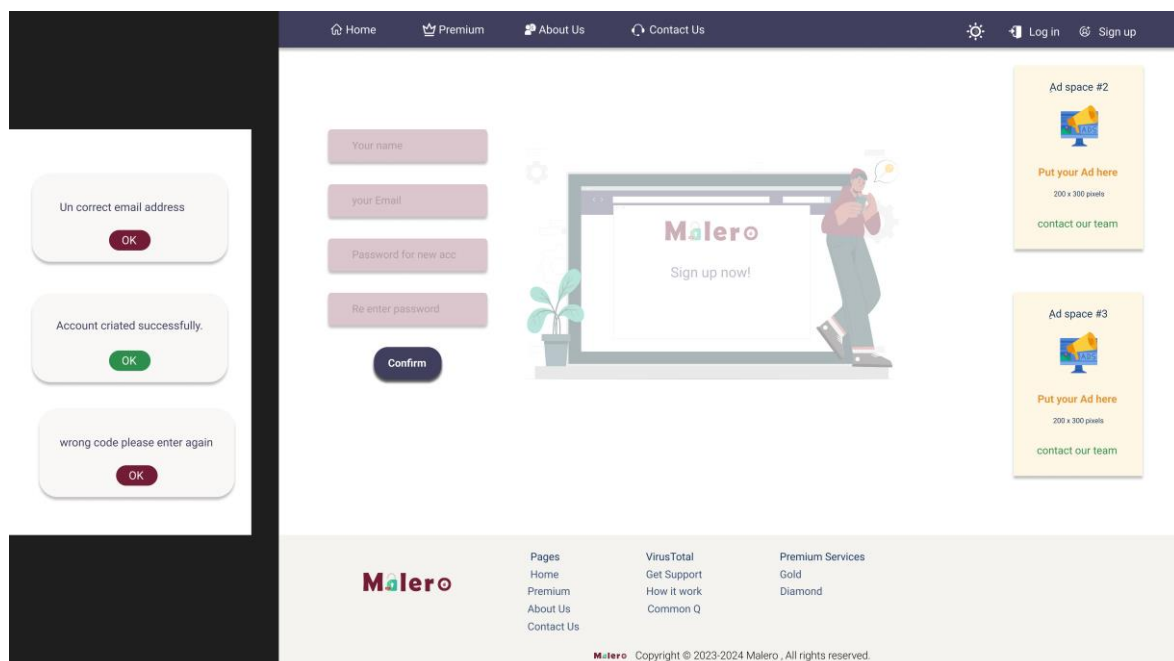 Home Premium About Us Contact Us Log in Sign up
Un correct email address
OK
Account criated successfully.
OK
wrong code please enter again
OK
Your name
your Email
Password for new acc
Re enter password
Confirm
Malero
Sign up now!
Ad space #2
ADS
Put your Ad here
200 x 300 pixels
contact our team
Ad space #3
ADS
Put your Ad here
200 x 300 pixels
contact our team
Malero
Pages
Home
Premium
About Us
Contact Us
VirusTotal
Get Support
How it work
Common Q
Premium Services
Gold
Diamond
Malero Copyright © 2023-2024 Malero , All rights reserved.